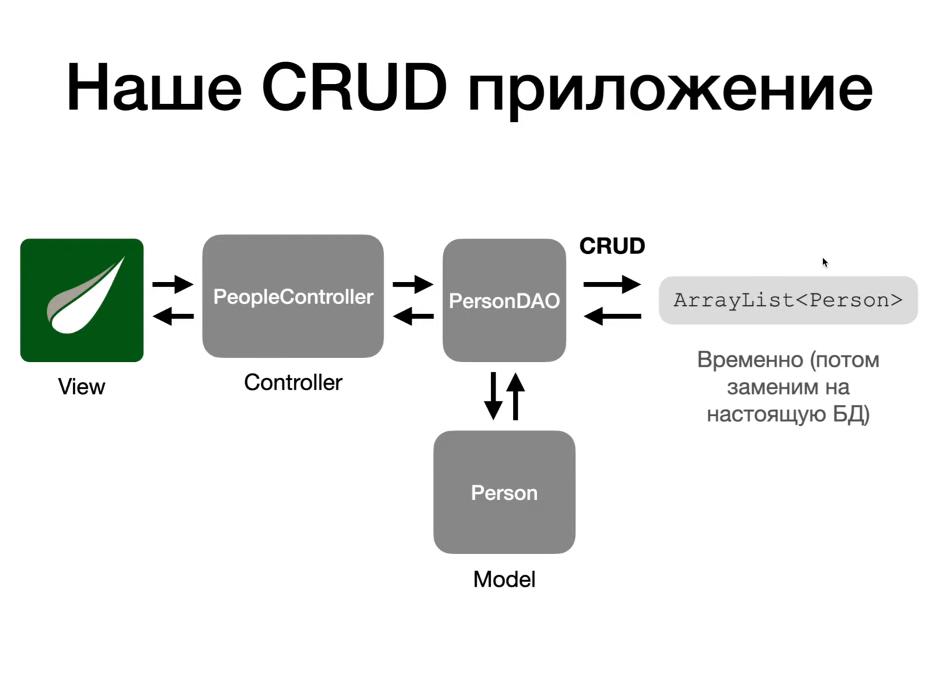 Наше CRUD приложение
CRUD
PeopleController
PersonDAO
ArrayList<Person>
View
Controller
Временно (потом
заменим на
настоящую БД)
Person
Model